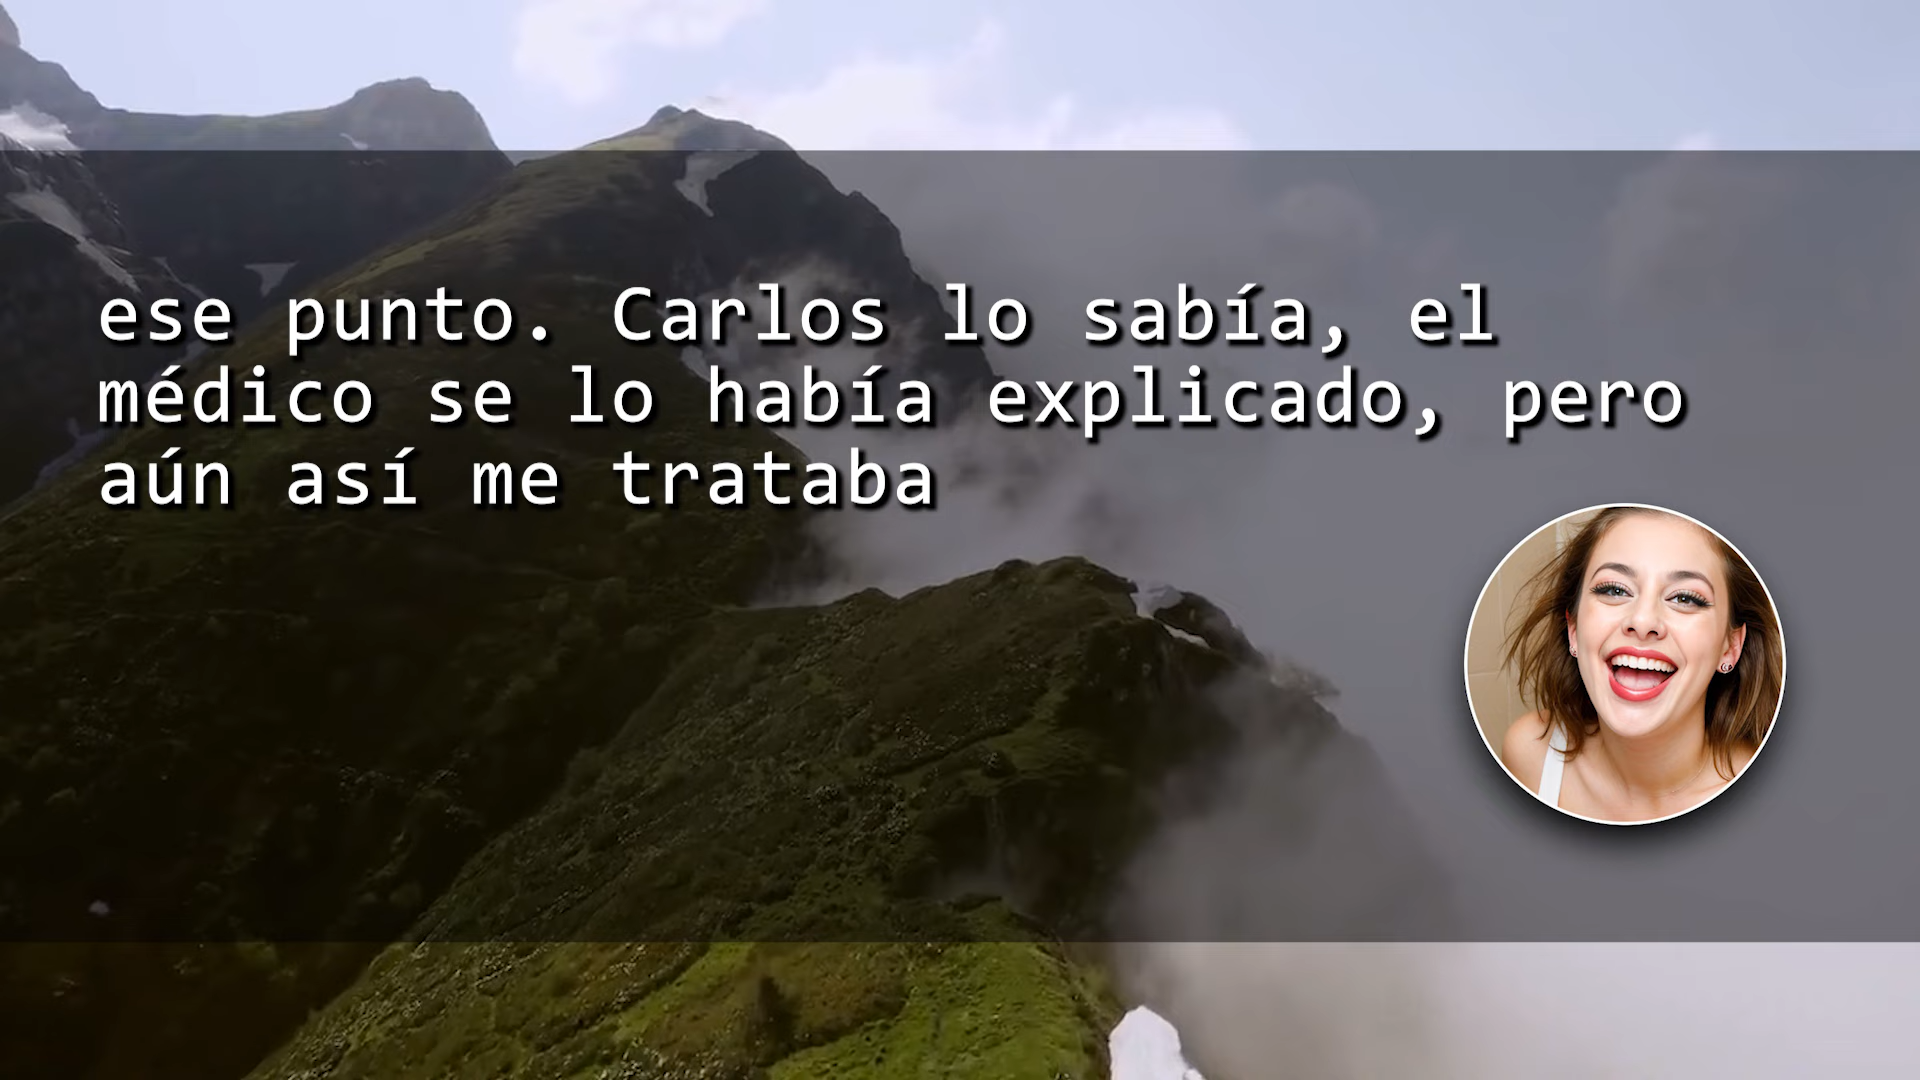 ese punto. Carlos lo sabía, el
médico se lo había explicado, pero
aún así me trataba